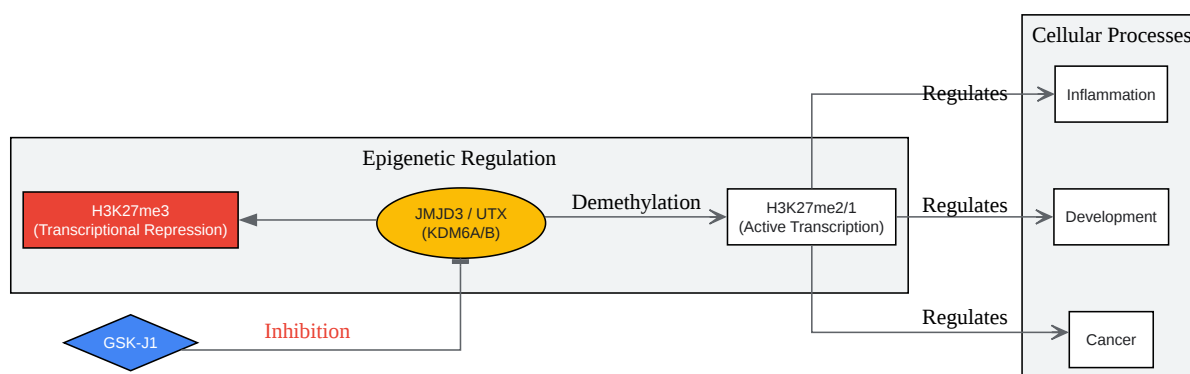 Cellular Processes
Regulates
Inflammation
Epigenetic Regulation
H3K27me3
(Transcriptional Repression)
JMJD3 / UTX
(KDM6A/B)
Demethylation
H3K27me2/1
(Active Transcription)
Regulates
Development
GSK-J1
Inhibition
Regulates
Cancer